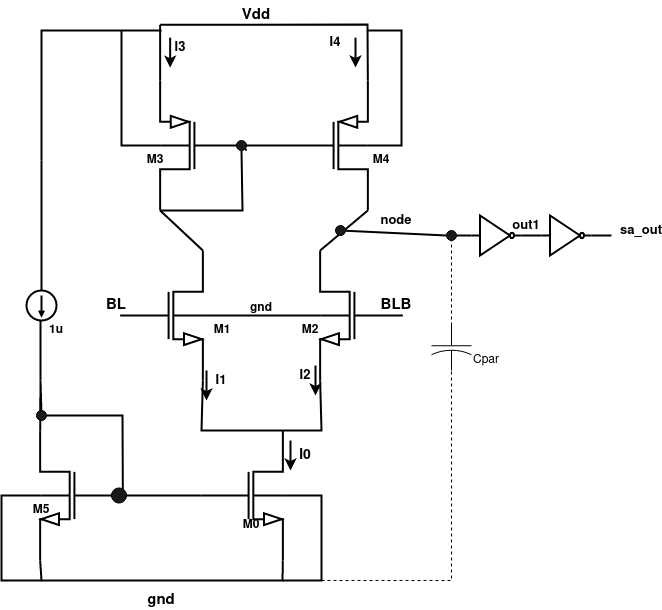 Vdd
I3
I4
M3
M4
node
out1
sa_out
BL
gnd
BLB
1u
M1
M2
Cpar
I1
I2
I0
M5
M0
gnd